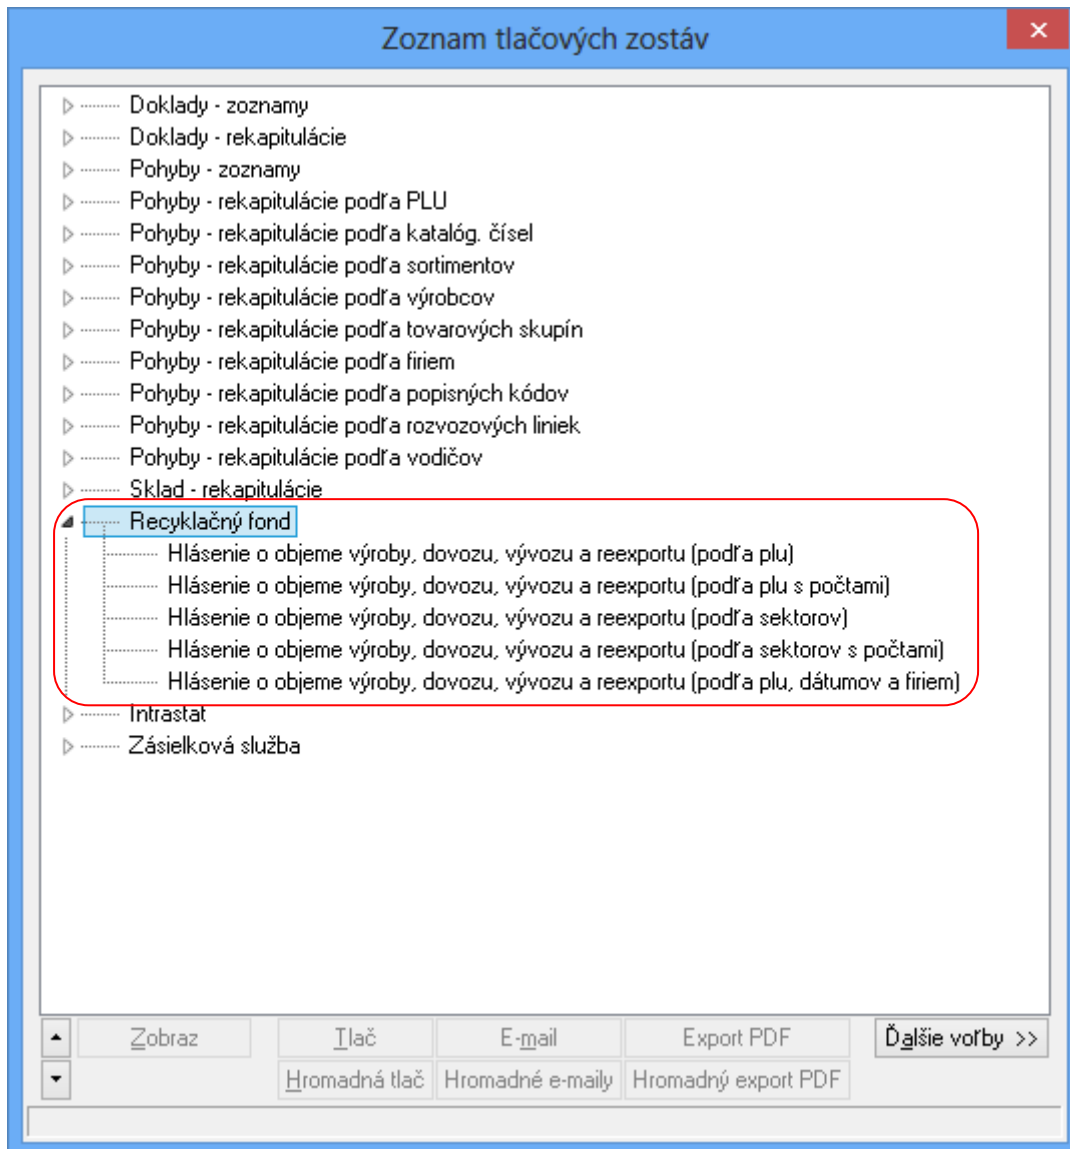 Zoznam tlačových zostáv
Doklady - zoznamy
Doklady - rekapitulácie
Pohyby - zoznamy
Pohyby - rekapitulácie podľa PLU
Pohyby - rekapitulácie podľa katalóg. čísel
Pohyby - rekapitulácie podľa sortimentov
Pohyby - rekapitulácie podľa výrobcov
Pohyby - rekapitulácie podľa tovarových skupín
Pohyby - rekapitulácie podľa firiem
Pohyby - rekapitulácie podľa popisných kódov
Pohyby - rekapitulácie podľa rozvozových liniek
Pohyby - rekapitulácie podľa vodičov
Sklad - rekapitulácie
Recyklačný fond
Hlásenie o objeme výroby, dovozu, vývozu a reexportu (podľa plu)
Hlásenie o objeme výroby, dovozu, vývozu a reexportu (podľa plu s počtami)
Hlásenie o objeme výroby, dovozu, vývozu a reexportu (podľa sektorov)
Hlásenie o objeme výroby, dovozu, vývozu a reexportu (podľa sektorov s počtami)
Hlásenie o objeme výroby, dovozu, vývozu a reexportu (podľa plu, dátumov a firiem)
Intrastat
Zásielková služba
Zobraz Tlač E-mail Export PDF Ďalšie voľby >>
Hromadná tlač Hromadné e-maily Hromadný export PDF